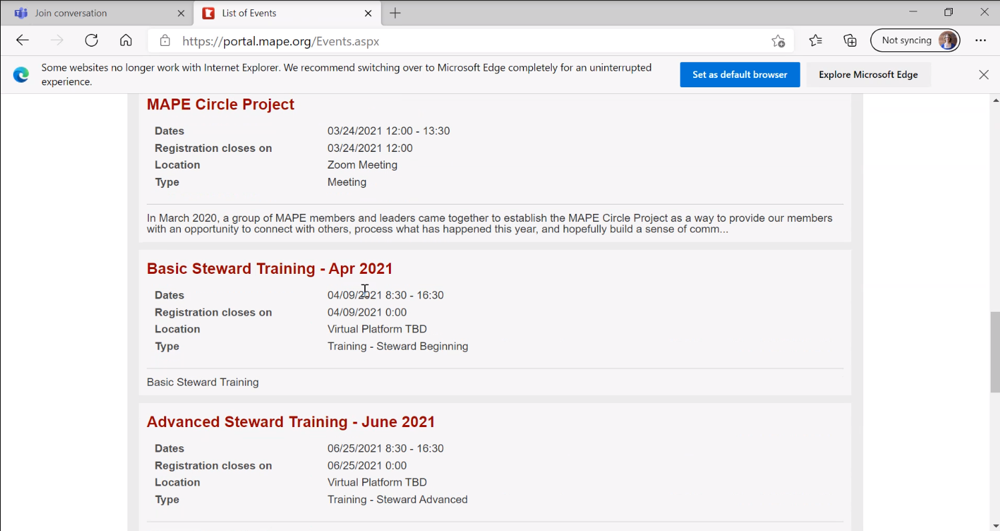 Join conversation
List of Events
https://portal.mape.org/Events.aspx
Not syncing
Some websites no longer work with Internet Explorer. We recommend switching over to Microsoft Edge completely for an uninterrupted
experience.
Set as default browser
Explore Microsoft Edge
MAPE Circle Project
Dates 03/24/2021 12:00 - 13:30
Registration closes on 03/24/2021 12:00
Location Zoom Meeting
Type Meeting
In March 2020, a group of MAPE members and leaders came together to establish the MAPE Circle Project as a way to provide our members
with an opportunity to connect with others, process what has happened this year, and hopefully build a sense of comm...
Basic Steward Training - Apr 2021
Dates 04/09/2021 8:30 - 16:30
Registration closes on 04/09/2021 0:00
Location Virtual Platform TBD
Type Training - Steward Beginning
Basic Steward Training
Advanced Steward Training - June 2021
Dates 06/25/2021 8:30 - 16:30
Registration closes on 06/25/2021 0:00
Location Virtual Platform TBD
Type Training - Steward Advanced